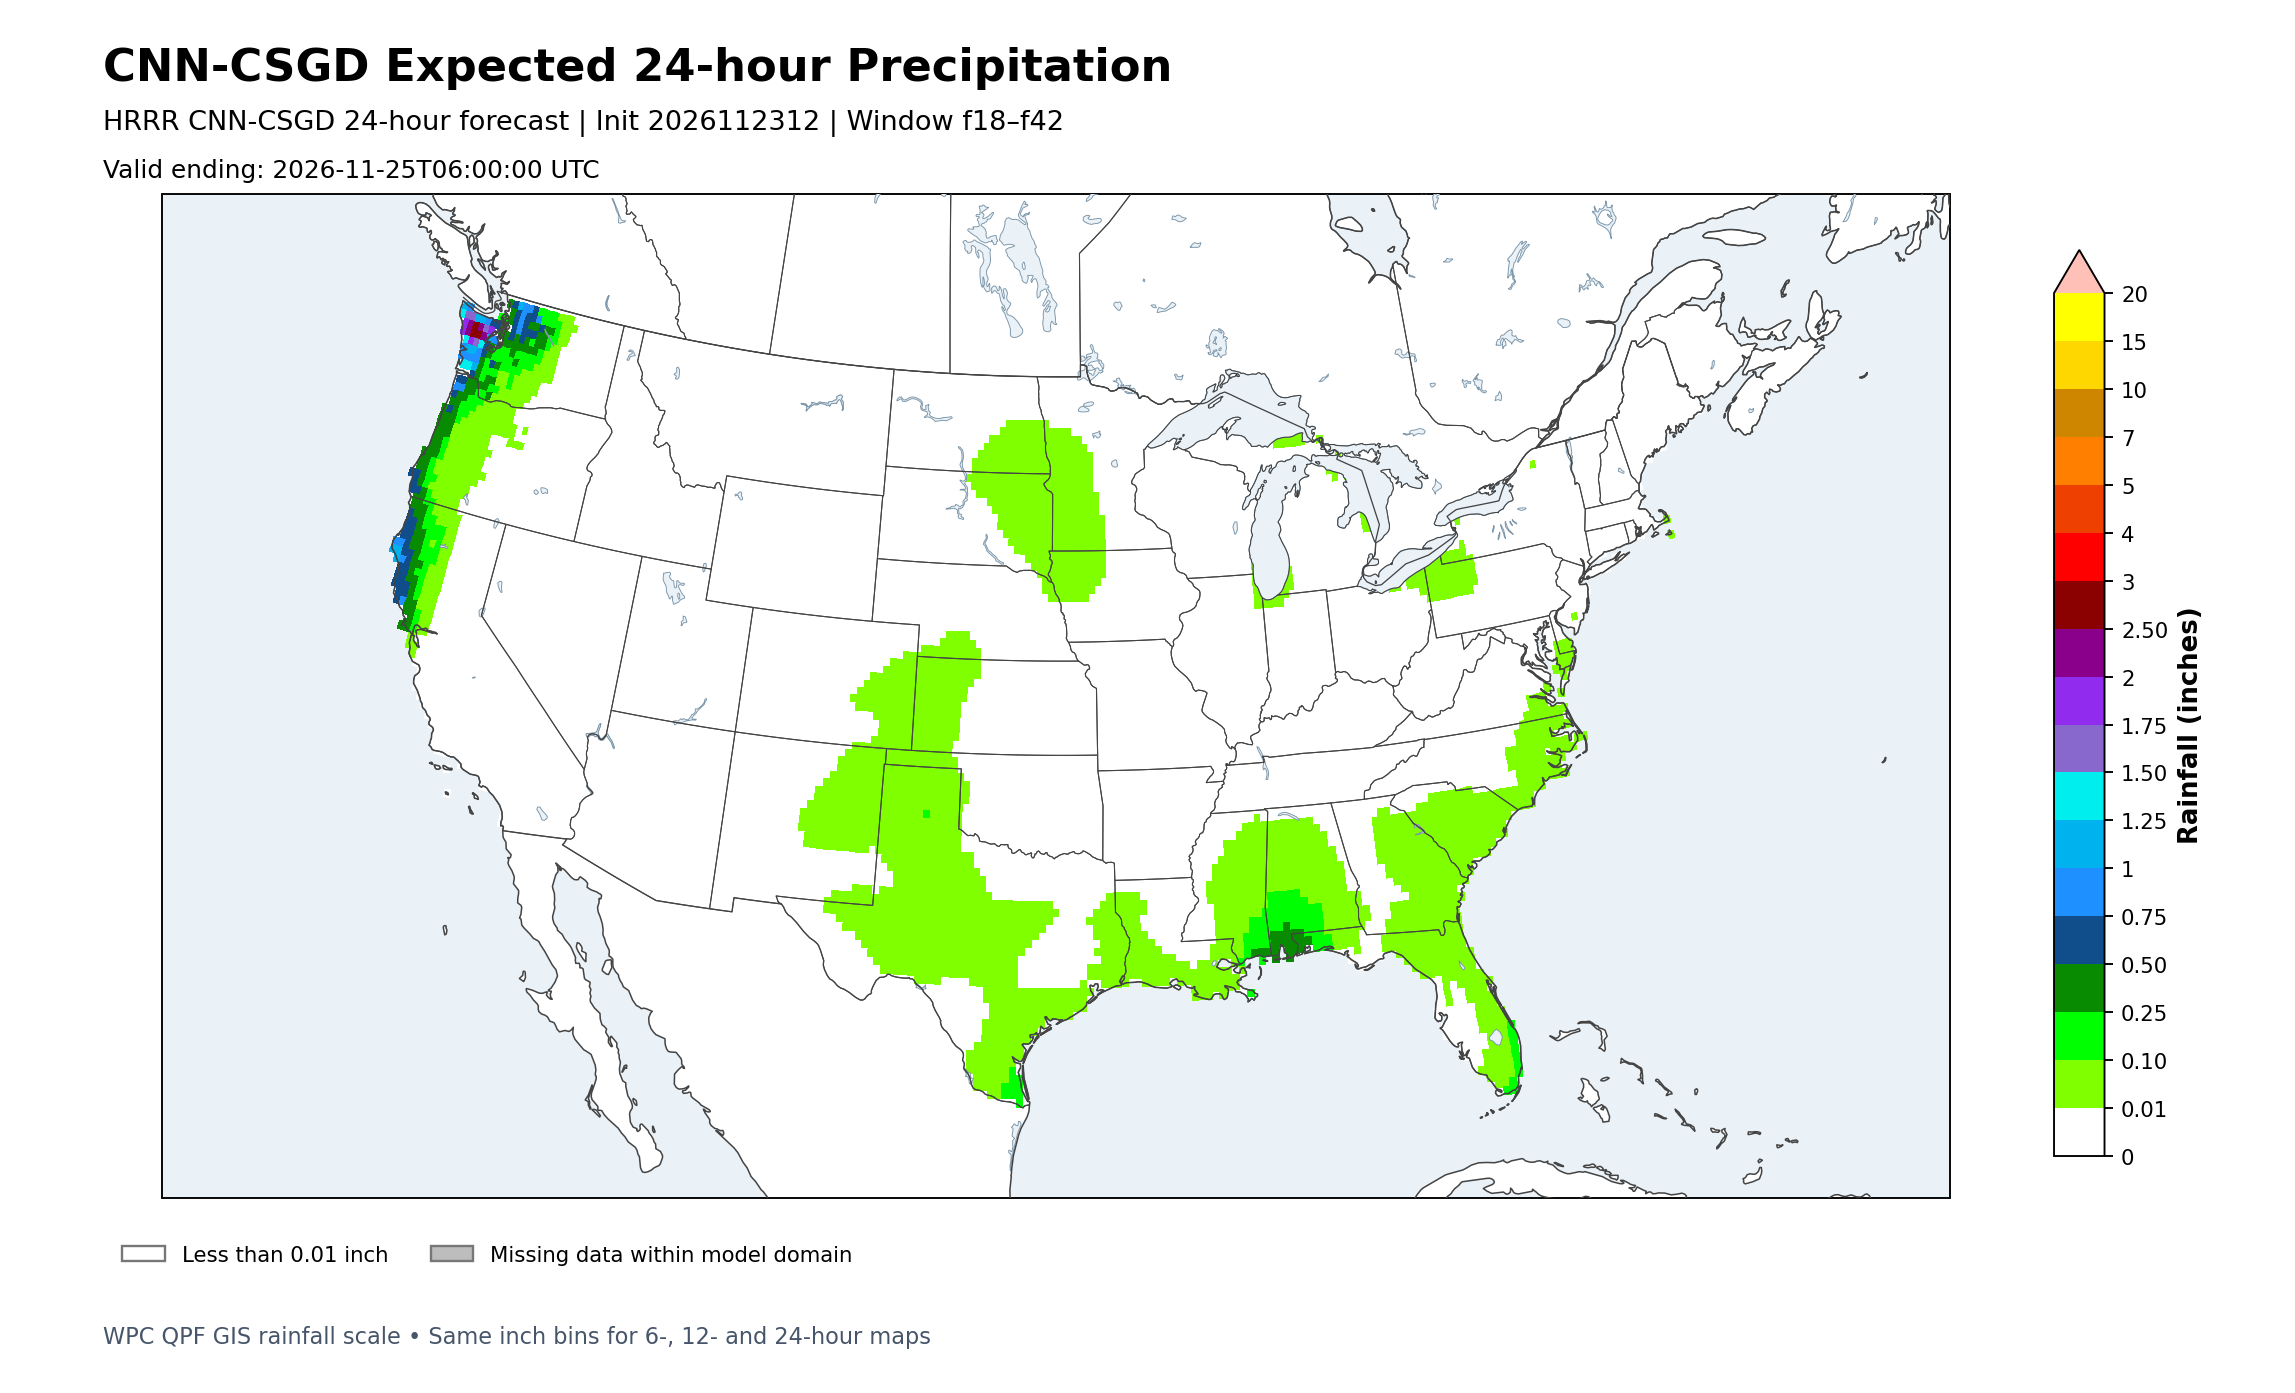 CNN-CSGD Expected 24-hour Precipitation
HRRR CNN-CSGD 24-hour forecast | Init 2026112312 | Window f18–f42
Valid ending: 2026-11-25T06:00:00 UTC
20
15
10
7
5
4
3
2.50
2
1.75
1.50
1.25
1
0.75
0.50
0.25
0.10
0.01
0
Rainfall (inches)
Less than 0.01 inch
Missing data within model domain
WPC QPF GIS rainfall scale • Same inch bins for 6-, 12- and 24-hour maps